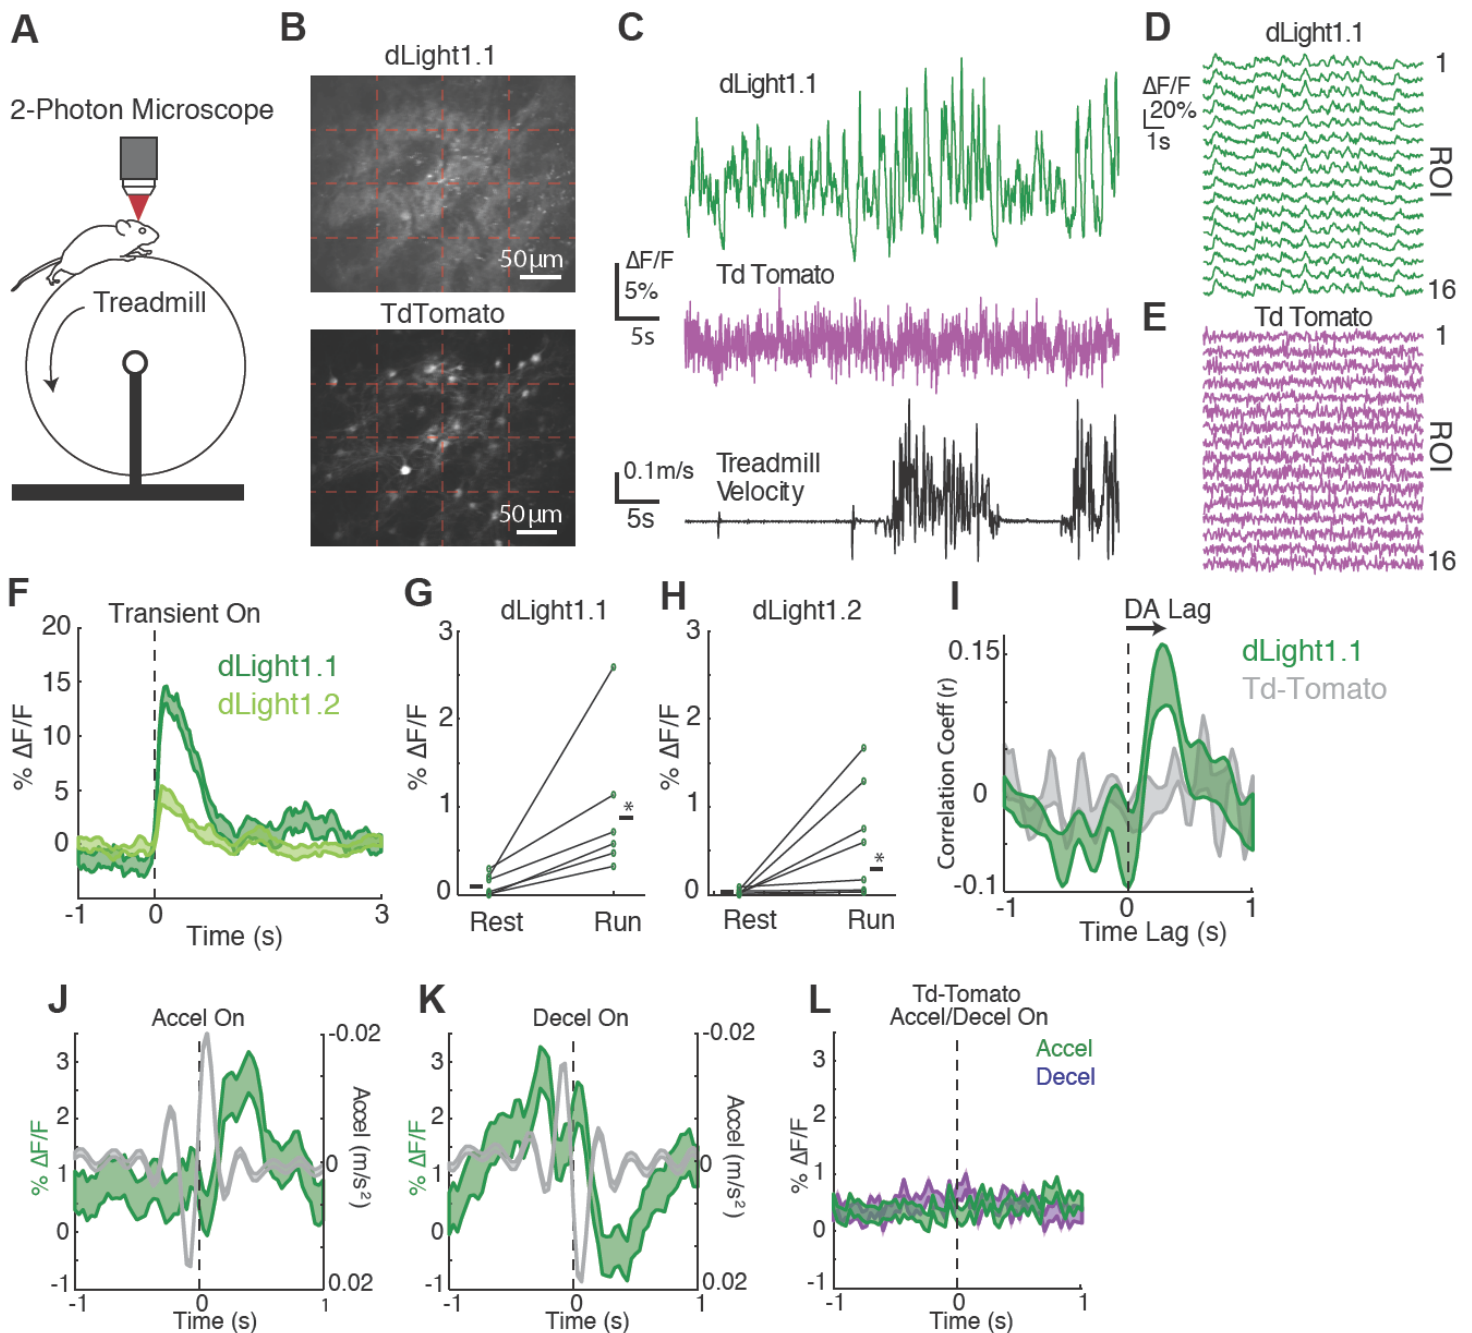 A
2-Photon Microscope
Treadmill
B
dLight1.1
50μm
TdTomato
50μm
C
dLight1.1
ΔF/F
5%
5s
Td Tomato
0.1m/s
5s
Treadmill
Velocity
D
dLight1.1
ΔF/F
20%
1s
1
ROI
16
E
Td Tomato
1
ROI
16
F
Transient On
dLight1.1
dLight1.2
% ΔF/F
20
15
10
5
0
-1
0
3
Time (s)
G
dLight1.1
% ΔF/F
3
2
1
0
*
Rest
Run
H
dLight1.2
% ΔF/F
3
2
1
0
*
Rest
Run
I
DA Lag
dLight1.1
Td-Tomato
Correlation Coeff (r)
0.15
0
-0.1
-1
0
1
Time Lag (s)
J
Accel On
% ΔF/F
3
2
1
0
-1
-0.02
0
0.02
Accel (m/s²)
-1
0
1
Time (s)
K
Decel On
% ΔF/F
3
2
1
0
-1
-0.02
0
0.02
Accel (m/s²)
-1
0
1
Time (s)
L
Td-Tomato
Accel/Decel On
Accel
Decel
% ΔF/F
3
2
1
0
-1
-1
0
1
Time (s)